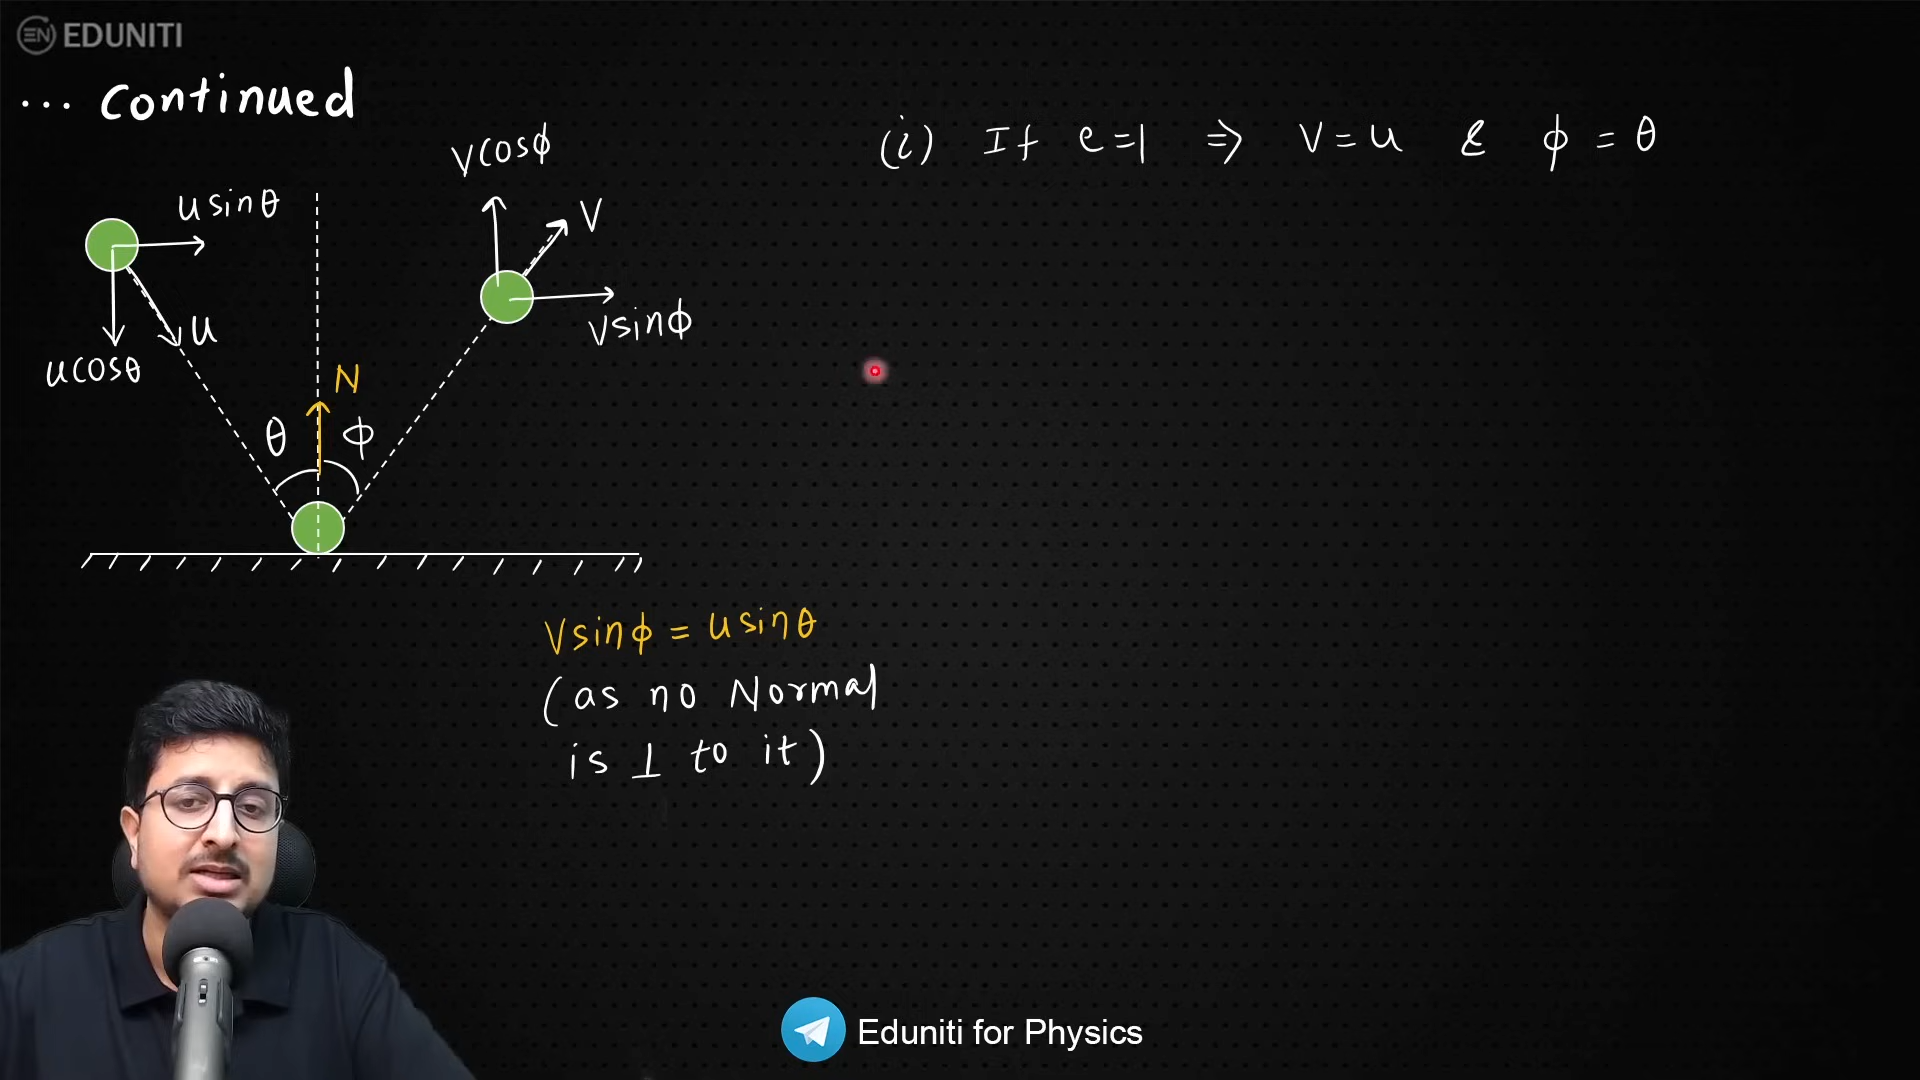 EN EDUNITI
... continued
(i) If e=1 ⇒ v=u & ϕ = θ
vcosϕ
usinθ
v
vsinϕ
u
ucosθ
N
θ ϕ
vsinϕ = usinθ
(as no Normal
is ⊥ to it)
Eduniti for Physics